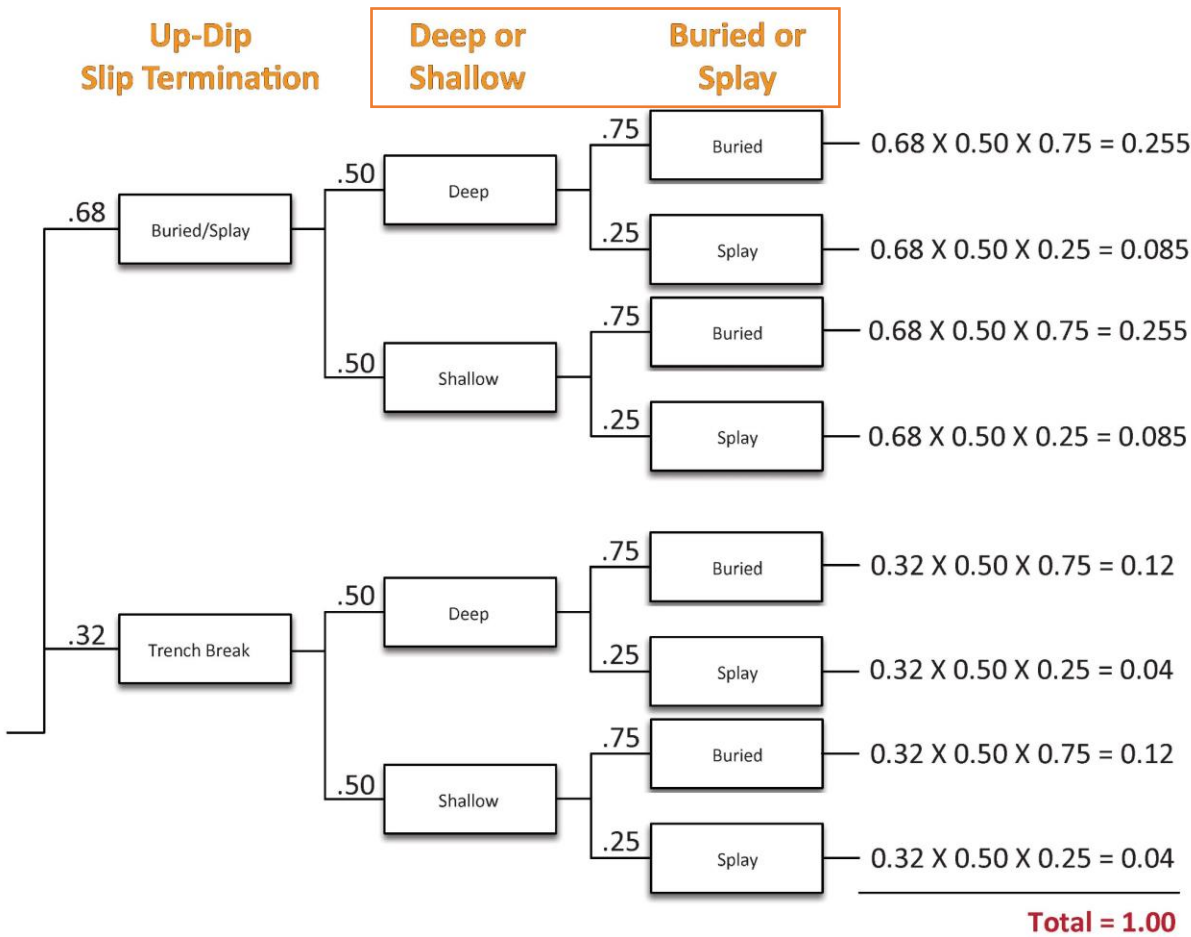 Up-Dip
Slip Termination
Deep or
Shallow
Buried or
Splay
.68
Buried/Splay
.50
Deep
.75
Buried
0.68 X 0.50 X 0.75 = 0.255
.25
Splay
0.68 X 0.50 X 0.25 = 0.085
.50
Shallow
.75
Buried
0.68 X 0.50 X 0.75 = 0.255
.25
Splay
0.68 X 0.50 X 0.25 = 0.085
.32
Trench Break
.50
Deep
.75
Buried
0.32 X 0.50 X 0.75 = 0.12
.25
Splay
0.32 X 0.50 X 0.25 = 0.04
.50
Shallow
.75
Buried
0.32 X 0.50 X 0.75 = 0.12
.25
Splay
0.32 X 0.50 X 0.25 = 0.04
Total = 1.00